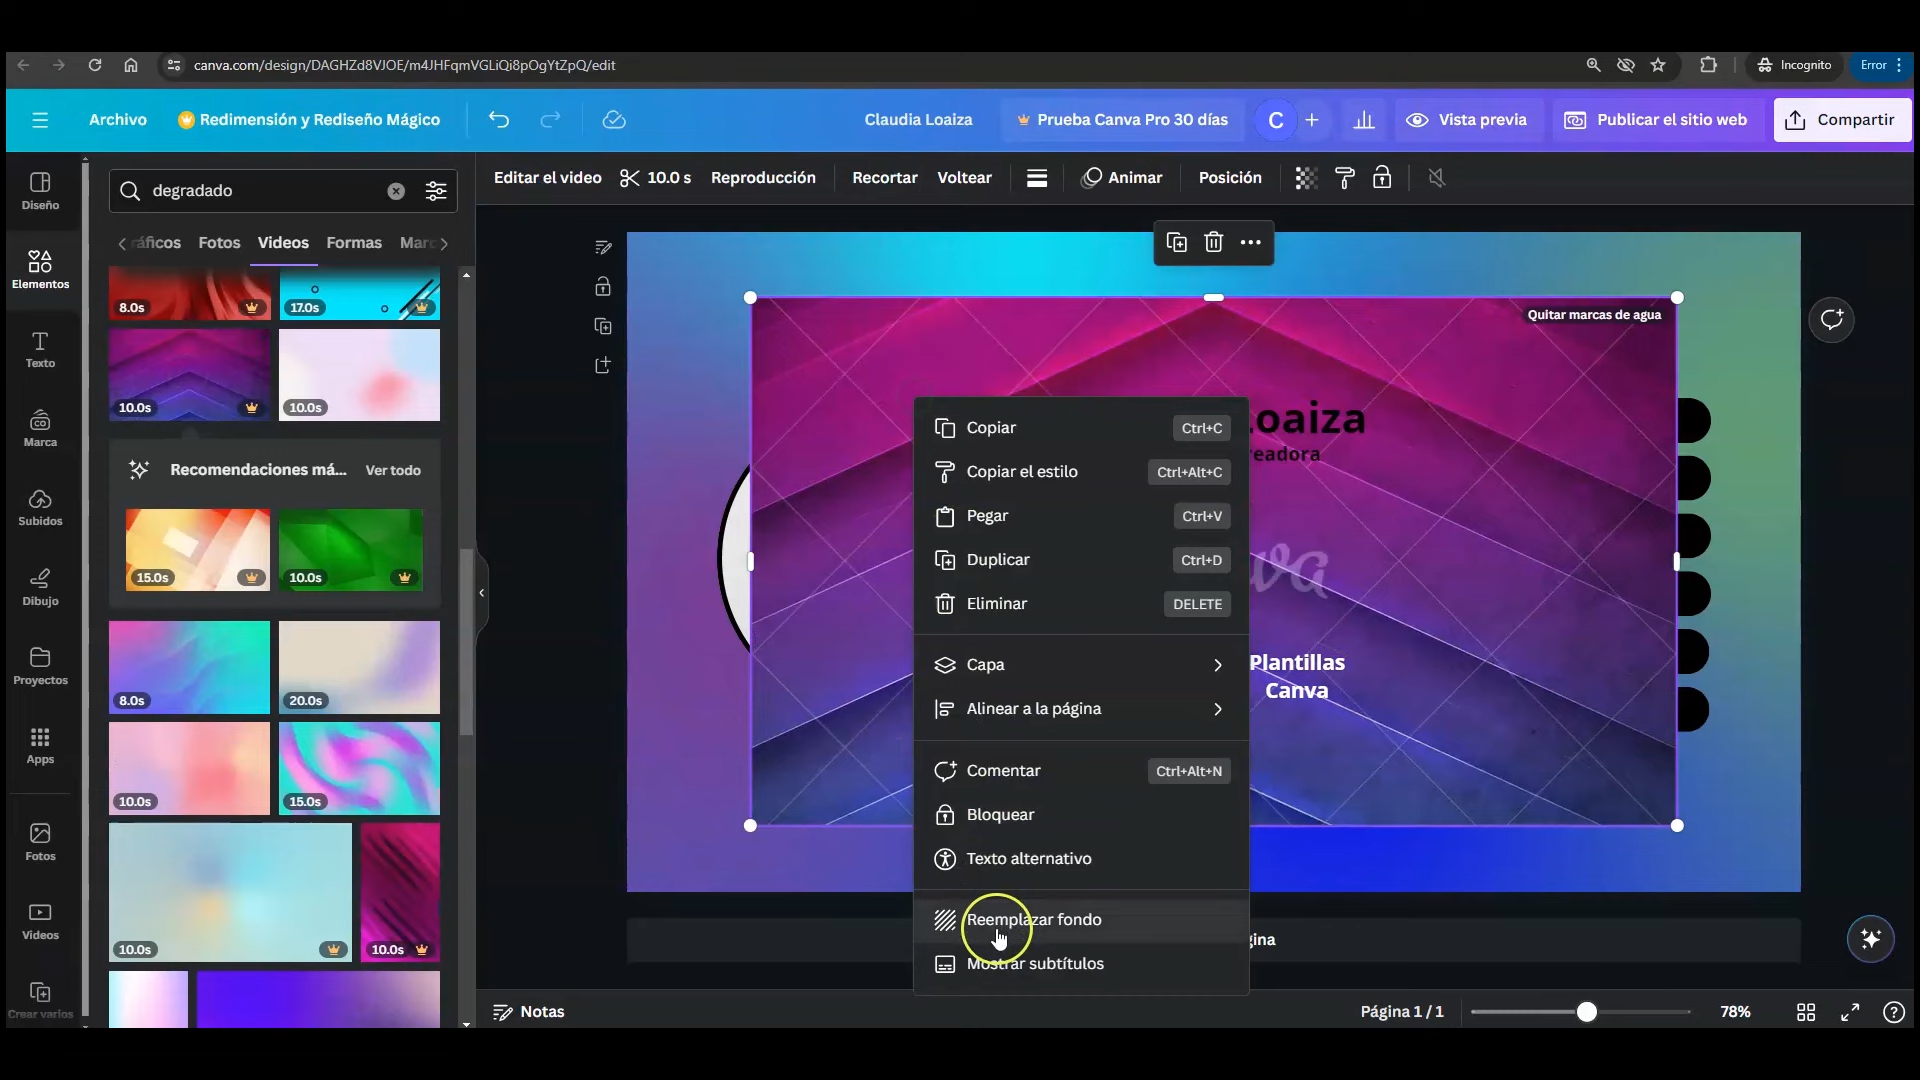 canva.com/design/DAGHZd8VJOE/m4JHFqmVGLiQi8pOgYtZpQ/edit
Incognito
Error
Archivo
Redimensión y Rediseño Mágico
Claudia Loaiza
Prueba Canva Pro 30 días
C
Vista previa
Publicar el sitio web
Compartir
Diseño
Elementos
Texto
Marca
Subidos
Dibujo
Proyectos
Apps
Fotos
Videos
Crear varios
degradado
áficos
Fotos
Videos
Formas
Marc
8.0s
17.0s
10.0s
10.0s
Recomendaciones má...
Ver todo
15.0s
10.0s
8.0s
20.0s
10.0s
15.0s
10.0s
10.0s
Editar el video
10.0 s
Reproducción
Recortar
Voltear
Animar
Posición
Quitar marcas de agua
Loaiza
readora
va
Plantillas
Canva
Copiar
Ctrl+C
Copiar el estilo
Ctrl+Alt+C
Pegar
Ctrl+V
Duplicar
Ctrl+D
Eliminar
DELETE
Capa
Alinear a la página
Comentar
Ctrl+Alt+N
Bloquear
Texto alternativo
Reemplazar fondo
Mostrar subtítulos
gina
Notas
Página 1 / 1
78%